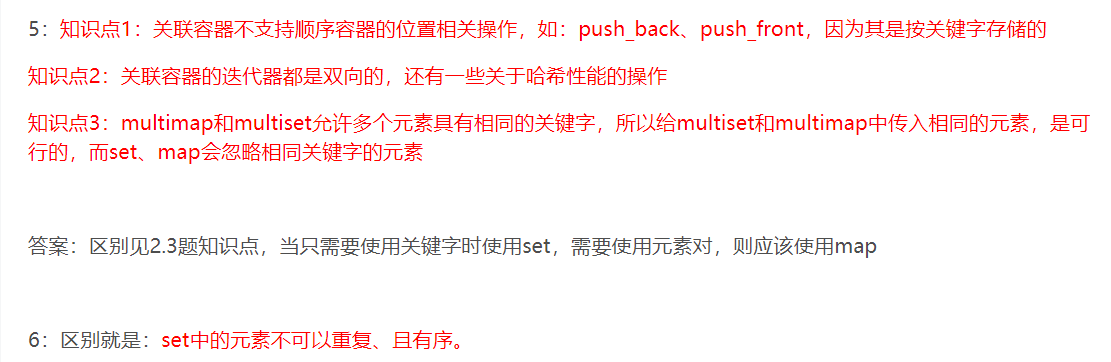 5：知识点1：关联容器不支持顺序容器的位置相关操作，如：push_back、push_front，因为其是按关键字存储的
知识点2：关联容器的迭代器都是双向的，还有一些关于哈希性能的操作
知识点3：multimap和multiset允许多个元素具有相同的关键字，所以给multiset和multimap中传入相同的元素，是可
行的，而set、map会忽略相同关键字的元素
答案：区别见2.3题知识点，当只需要使用关键字时使用set，需要使用元素对，则应该使用map
6：区别就是：set中的元素不可以重复、且有序。